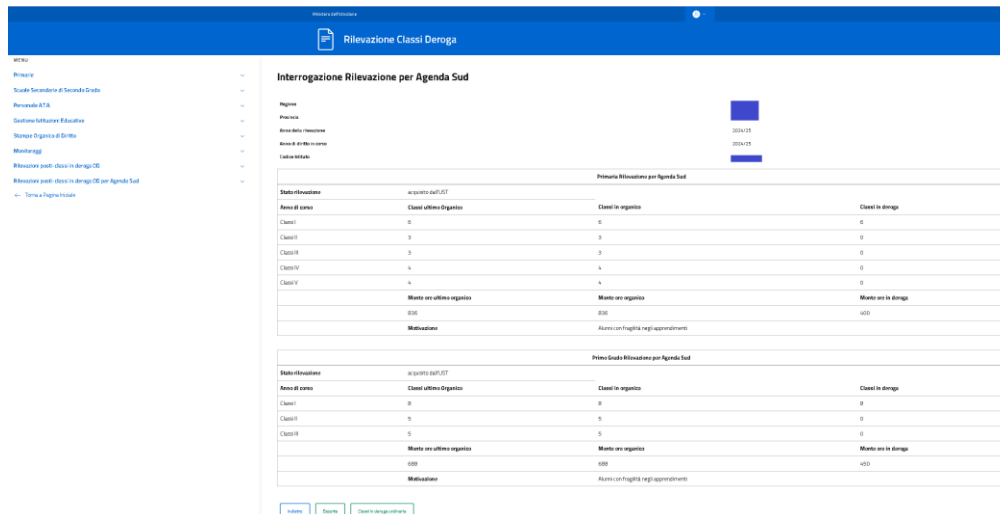 Ministero dell'Istruzione
Rilevazione Classi Deroga
MENU
Primarie
Scuole Secondarie di Secondo Grado
Personale A.T.A.
Gestione Istituzioni Educative
Stampe Organico di Diritto
Monitoraggi
Rilevazioni posti-classi in deroga OD
Rilevazioni posti-classi in deroga OD per Agenda Sud
← Torna a Pagina Iniziale
Interrogazione Rilevazione per Agenda Sud
Regione
Provincia
Anno della rilevazione 2024/25
Anno di diritto in corso 2024/25
Codice Istituto
Primaria Rilevazione per Agenda Sud
Stato rilevazione acquisito dall'UST
Anno di corso Classi ultimo Organico Classi in organico Classi in deroga
Classi I 6 6 6
Classi II 3 3 0
Classi III 3 3 0
Classi IV 4 4 0
Classi V 4 4 0
Monte ore ultimo organico Monte ore organico Monte ore in deroga
836 836 400
Motivazione Alunni con fragilità negli apprendimenti
Primo Grado Rilevazione per Agenda Sud
Stato rilevazione acquisito dall'UST
Anno di corso Classi ultimo Organico Classi in organico Classi in deroga
Classi I 8 8 8
Classi II 5 5 0
Classi III 5 5 0
Monte ore ultimo organico Monte ore organico Monte ore in deroga
688 688 490
Motivazione Alunni con fragilità negli apprendimenti
Indietro Esporta Classi in deroga ordinaria